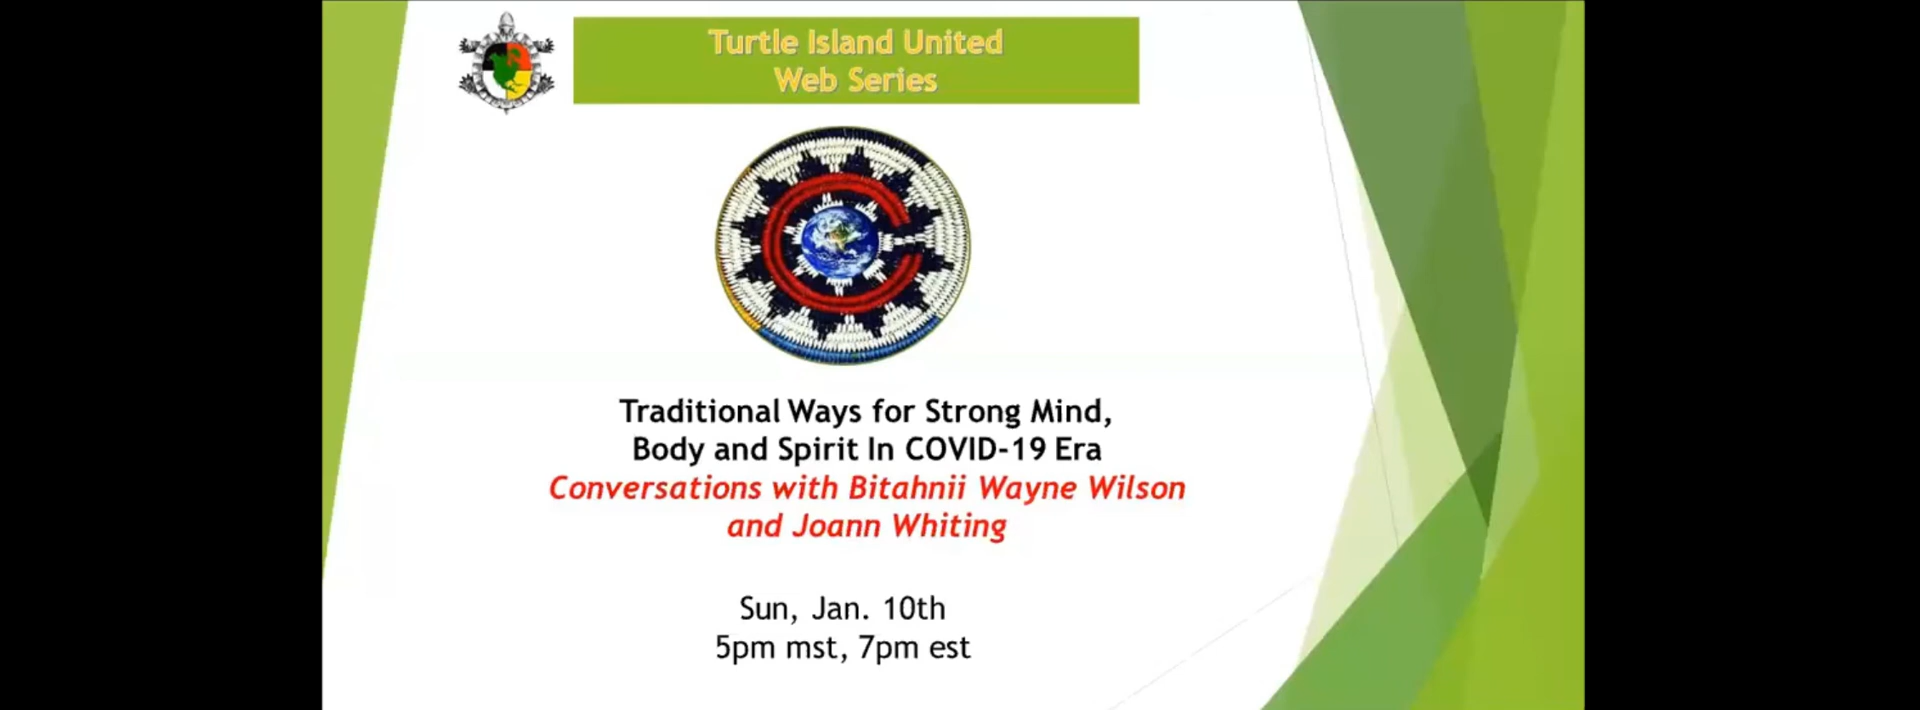 Turtle Island United
Web Series
Traditional Ways for Strong Mind,
Body and Spirit In COVID-19 Era
Conversations with Bitahnii Wayne Wilson
and Joann Whiting
Sun, Jan. 10th
5pm mst, 7pm est